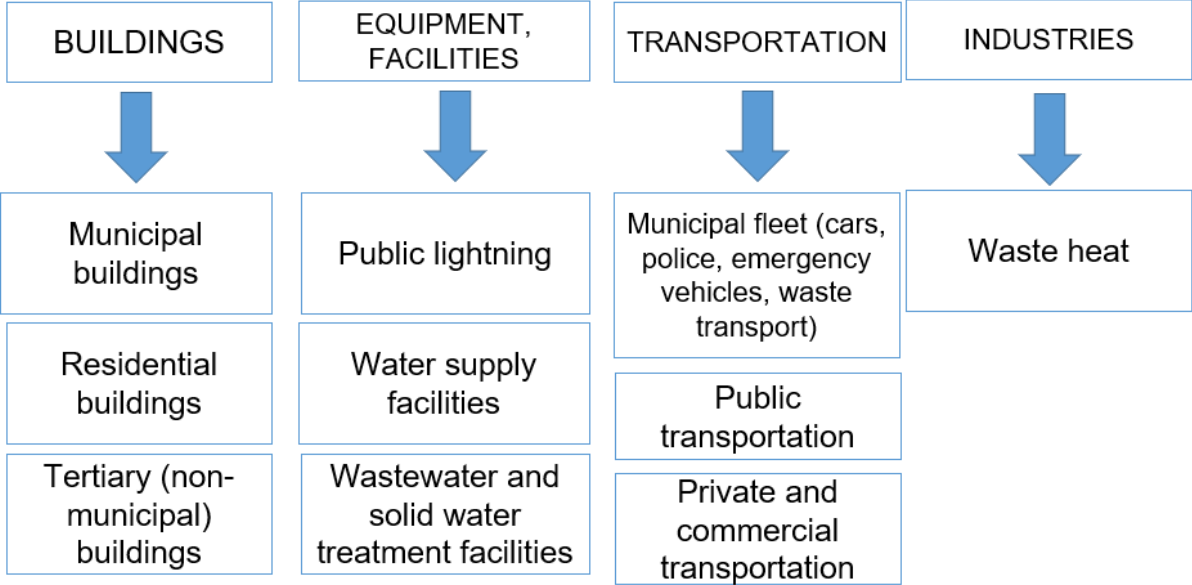 BUILDINGS
EQUIPMENT,
FACILITIES
TRANSPORTATION
INDUSTRIES
Municipal
buildings
Public lightning
Municipal fleet (cars,
police, emergency
vehicles, waste
transport)
Waste heat
Residential
buildings
Water supply
facilities
Public
transportation
Tertiary (non-
municipal)
buildings
Wastewater and
solid water
treatment facilities
Private and
commercial
transportation